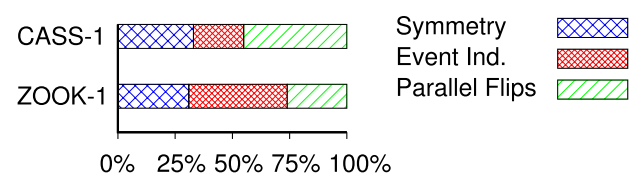 CASS-1
ZOOK-1
0% 25% 50% 75% 100%
Symmetry
Event Ind.
Parallel Flips